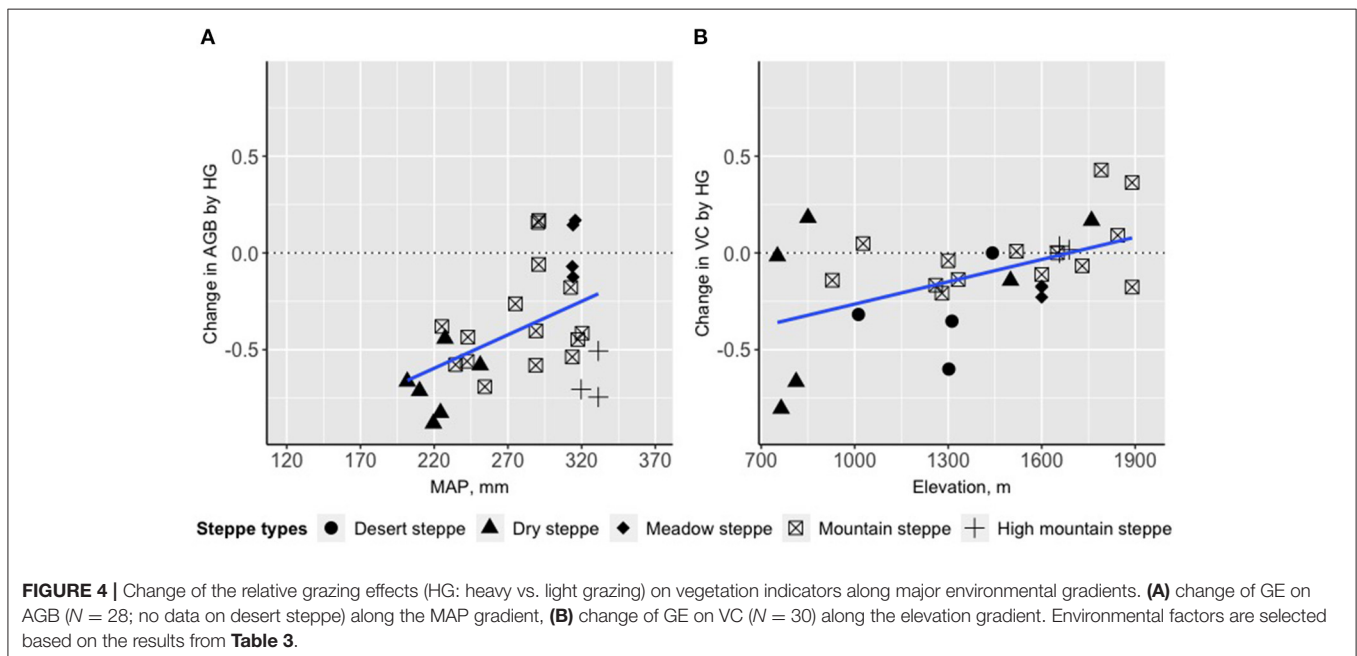 A
B
0.5
0.0
-0.5
Change in AGB by HG
120 170 220 270 320 370
MAP, mm
0.5
0.0
-0.5
Change in VC by HG
700 1000 1300 1600 1900
Elevation, m
Steppe types Desert steppe Dry steppe Meadow steppe Mountain steppe High mountain steppe
FIGURE 4 | Change of the relative grazing effects (HG: heavy vs. light grazing) on vegetation indicators along major environmental gradients. (A) change of GE on
AGB (N = 28; no data on desert steppe) along the MAP gradient, (B) change of GE on VC (N = 30) along the elevation gradient. Environmental factors are selected
based on the results from Table 3.